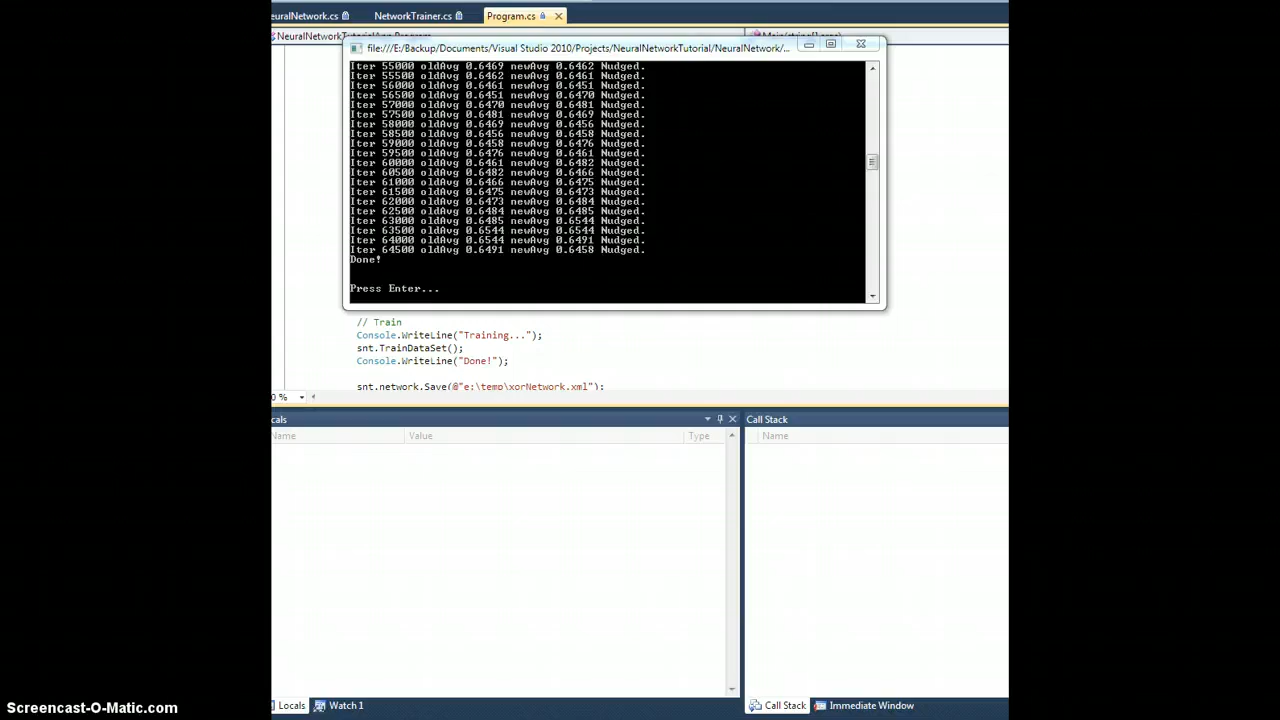 euralNetwork.cs
NetworkTrainer.cs
Program.cs
NeuralNetworkTutorialApp.Program
Main(string[] args)
file:///E:/Backup/Documents/Visual Studio 2010/Projects/NeuralNetworkTutorial/NeuralNetwork/...
Iter 55000 oldAvg 0.6469 newAvg 0.6462 Nudged.
Iter 55500 oldAvg 0.6462 newAvg 0.6461 Nudged.
Iter 56000 oldAvg 0.6461 newAvg 0.6451 Nudged.
Iter 56500 oldAvg 0.6451 newAvg 0.6470 Nudged.
Iter 57000 oldAvg 0.6470 newAvg 0.6481 Nudged.
Iter 57500 oldAvg 0.6481 newAvg 0.6469 Nudged.
Iter 58000 oldAvg 0.6469 newAvg 0.6456 Nudged.
Iter 58500 oldAvg 0.6456 newAvg 0.6458 Nudged.
Iter 59000 oldAvg 0.6458 newAvg 0.6476 Nudged.
Iter 59500 oldAvg 0.6476 newAvg 0.6461 Nudged.
Iter 60000 oldAvg 0.6461 newAvg 0.6482 Nudged.
Iter 60500 oldAvg 0.6482 newAvg 0.6466 Nudged.
Iter 61000 oldAvg 0.6466 newAvg 0.6475 Nudged.
Iter 61500 oldAvg 0.6475 newAvg 0.6473 Nudged.
Iter 62000 oldAvg 0.6473 newAvg 0.6484 Nudged.
Iter 62500 oldAvg 0.6484 newAvg 0.6485 Nudged.
Iter 63000 oldAvg 0.6485 newAvg 0.6544 Nudged.
Iter 63500 oldAvg 0.6544 newAvg 0.6544 Nudged.
Iter 64000 oldAvg 0.6544 newAvg 0.6491 Nudged.
Iter 64500 oldAvg 0.6491 newAvg 0.6458 Nudged.
Done!
Press Enter...
// Train
Console.WriteLine("Training...");
snt.TrainDataSet();
Console.WriteLine("Done!");
snt.network.Save(@"e:\temp\xorNetwork.xml");
0 %
cals
Call Stack
Name
Value
Type
Name
Locals
Watch 1
Call Stack
Immediate Window
Screencast-O-Matic.com